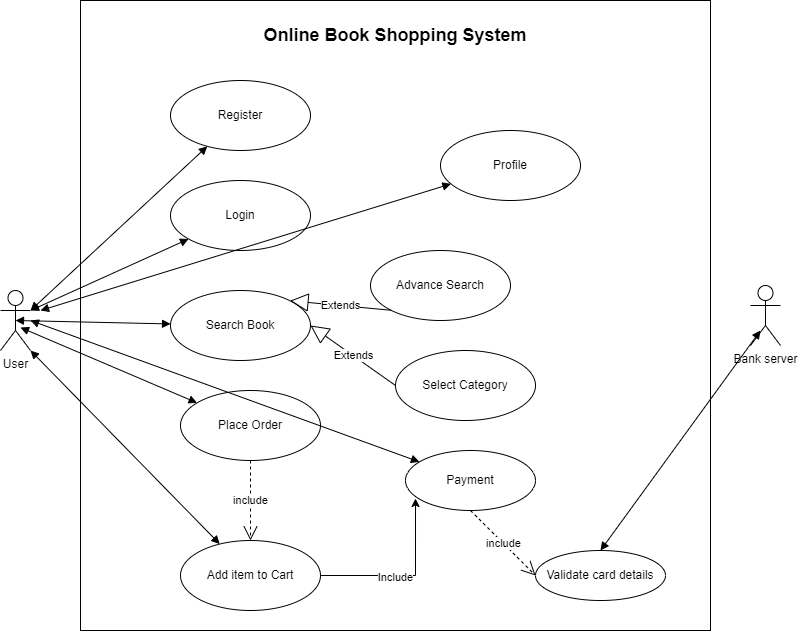 Online Book Shopping System
Register
Profile
Login
Advance Search
Extends
Search Book
Extends
User
Bank server
Select Category
Place Order
Payment
include
include
Add item to Cart
Include
Validate card details